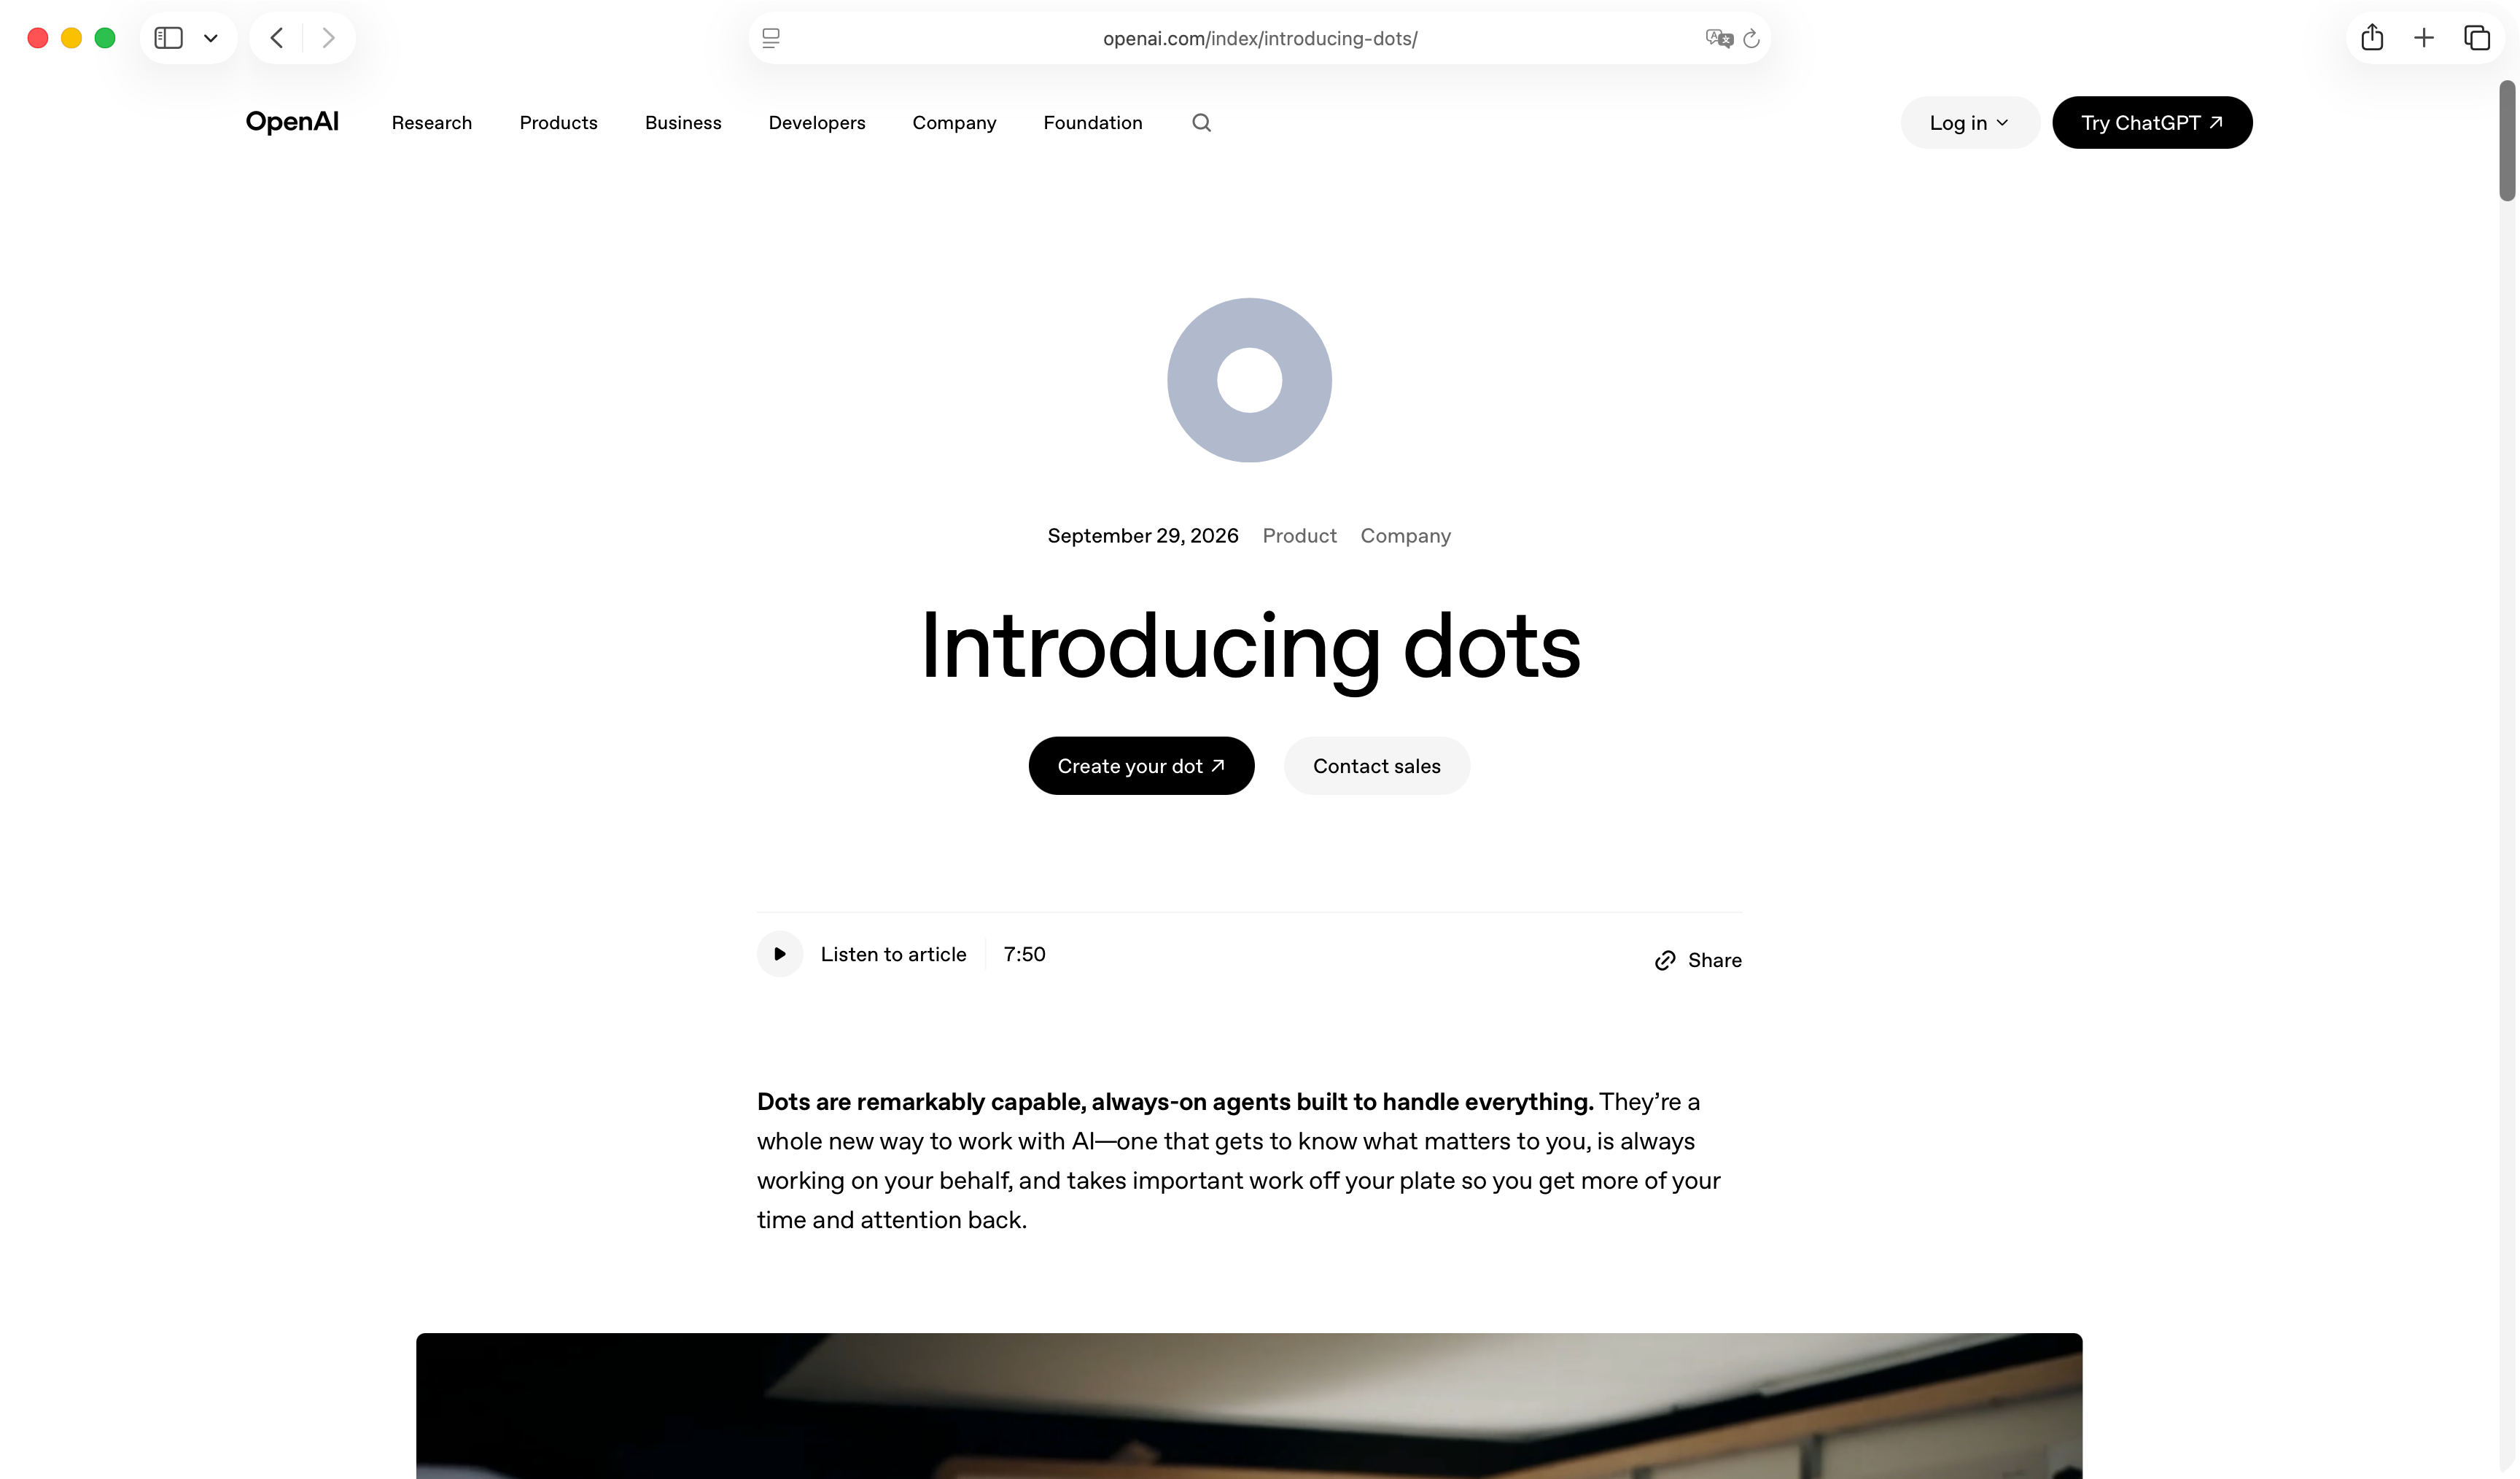 openai.com/index/introducing-dots/
OpenAI Research Products Business Developers Company Foundation Log in Try ChatGPT
September 29, 2026 Product Company
Introducing dots
Create your dot Contact sales
Listen to article 7:50 Share
Dots are remarkably capable, always-on agents built to handle everything. They’re a
whole new way to work with AI—one that gets to know what matters to you, is always
working on your behalf, and takes important work off your plate so you get more of your
time and attention back.